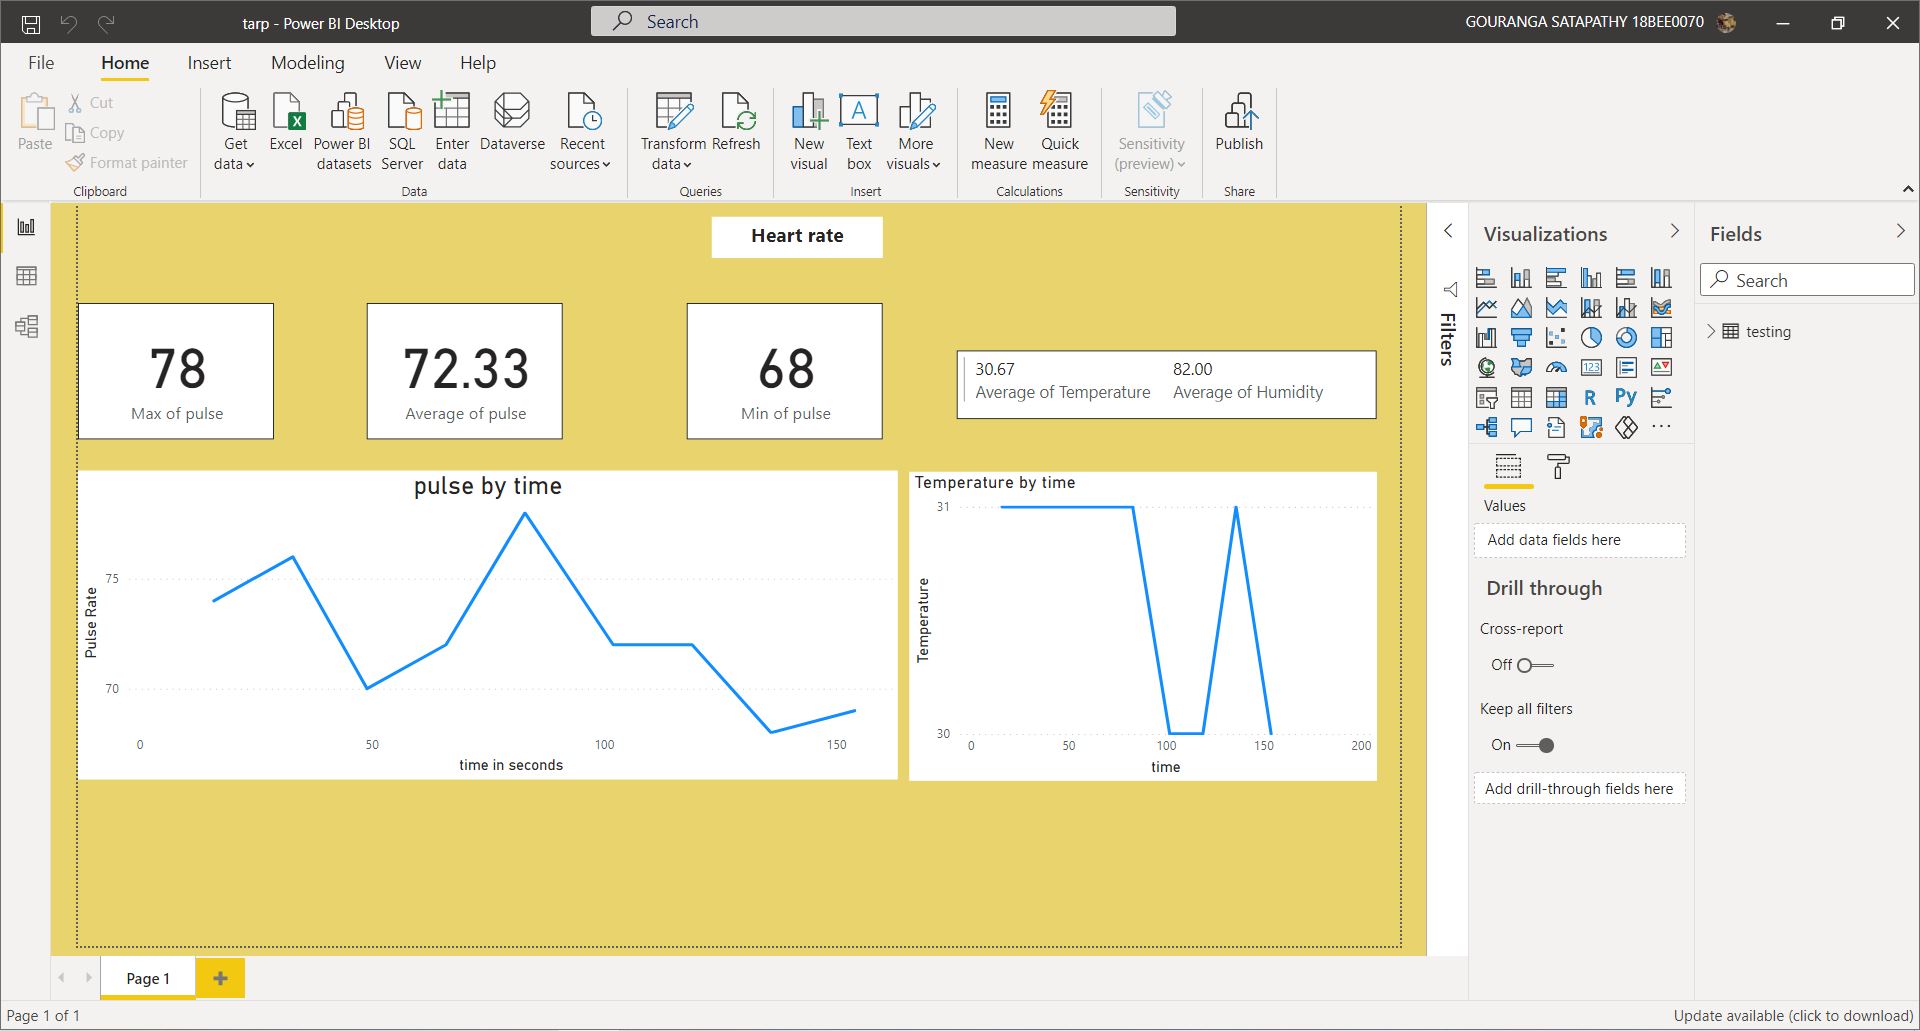 tarp - Power BI Desktop
Search
GOURANGA SATAPATHY 18BEE0070
File Home Insert Modeling View Help
Paste
Cut
Copy
Format painter
Clipboard
Get data
Excel
Power BI datasets
SQL Server
Enter data
Dataverse
Recent sources
Data
Transform data
Refresh
Queries
New visual
Text box
More visuals
Insert
New measure
Quick measure
Calculations
Sensitivity (preview)
Sensitivity
Publish
Share
Heart rate
78
Max of pulse
72.33
Average of pulse
68
Min of pulse
30.67
Average of Temperature
82.00
Average of Humidity
pulse by time
Pulse Rate
75
70
0 50 100 150
time in seconds
Temperature by time
Temperature
31
30
0 50 100 150 200
time
Filters
Visualizations
123
R
Py
Values
Add data fields here
Drill through
Cross-report
Off
Keep all filters
On
Add drill-through fields here
Fields
Search
testing
Page 1
Page 1 of 1
Update available (click to download)